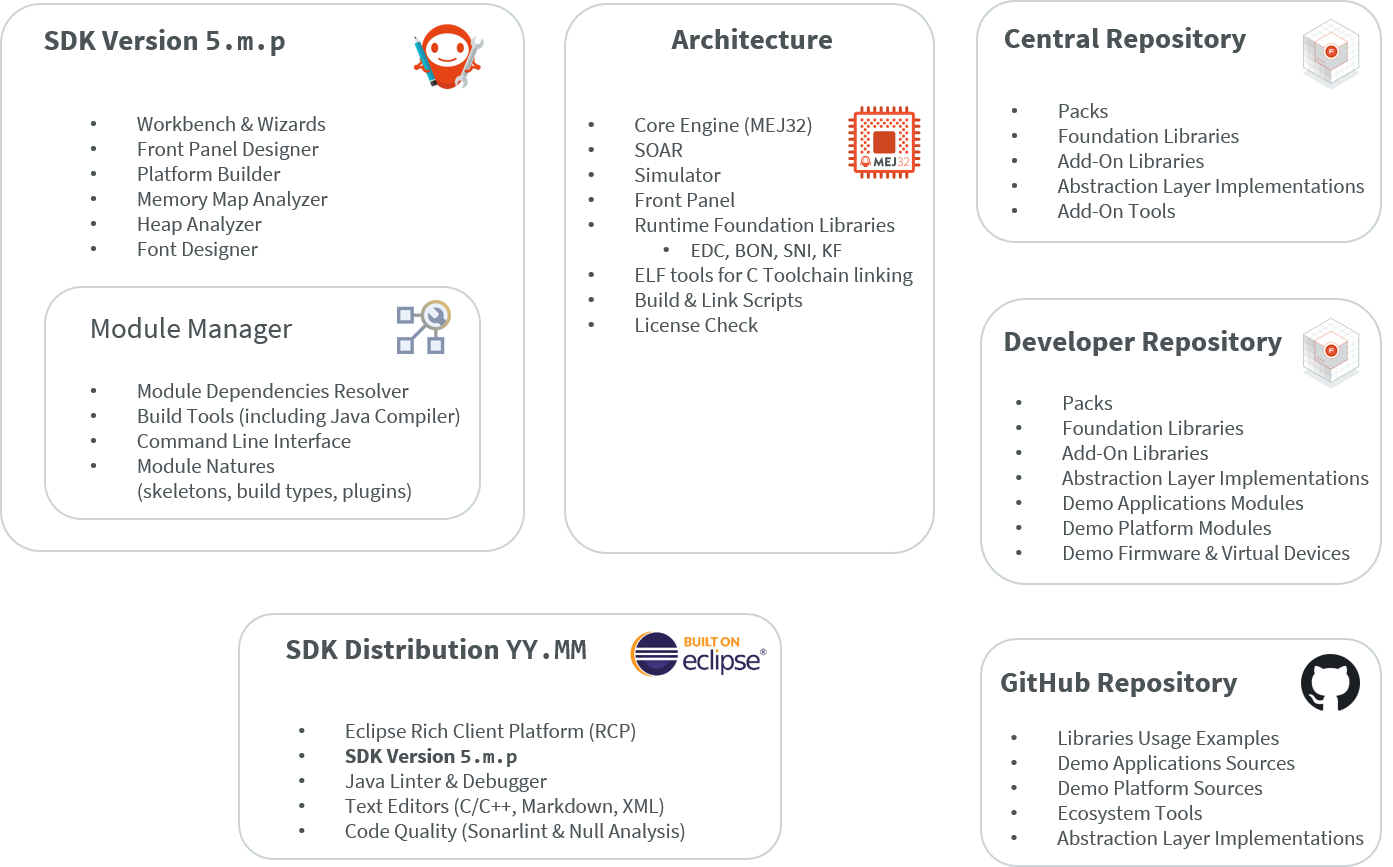 SDK Version 5.m.p
• Workbench & Wizards
• Front Panel Designer
• Platform Builder
• Memory Map Analyzer
• Heap Analyzer
• Font Designer
Module Manager
• Module Dependencies Resolver
• Build Tools (including Java Compiler)
• Command Line Interface
• Module Natures
(skeletons, build types, plugins)
Architecture
• Core Engine (MEJ32)
• SOAR
• Simulator
• Front Panel
• Runtime Foundation Libraries
• EDC, BON, SNI, KF
• ELF tools for C Toolchain linking
• Build & Link Scripts
• License Check
MEJ32
Central Repository
• Packs
• Foundation Libraries
• Add-On Libraries
• Abstraction Layer Implementations
• Add-On Tools
Developer Repository
• Packs
• Foundation Libraries
• Add-On Libraries
• Abstraction Layer Implementations
• Demo Applications Modules
• Demo Platform Modules
• Demo Firmware & Virtual Devices
SDK Distribution YY.MM
BUILT ON
eclipse®
• Eclipse Rich Client Platform (RCP)
• SDK Version 5.m.p
• Java Linter & Debugger
• Text Editors (C/C++, Markdown, XML)
• Code Quality (Sonarlint & Null Analysis)
GitHub Repository
• Libraries Usage Examples
• Demo Applications Sources
• Demo Platform Sources
• Ecosystem Tools
• Abstraction Layer Implementations